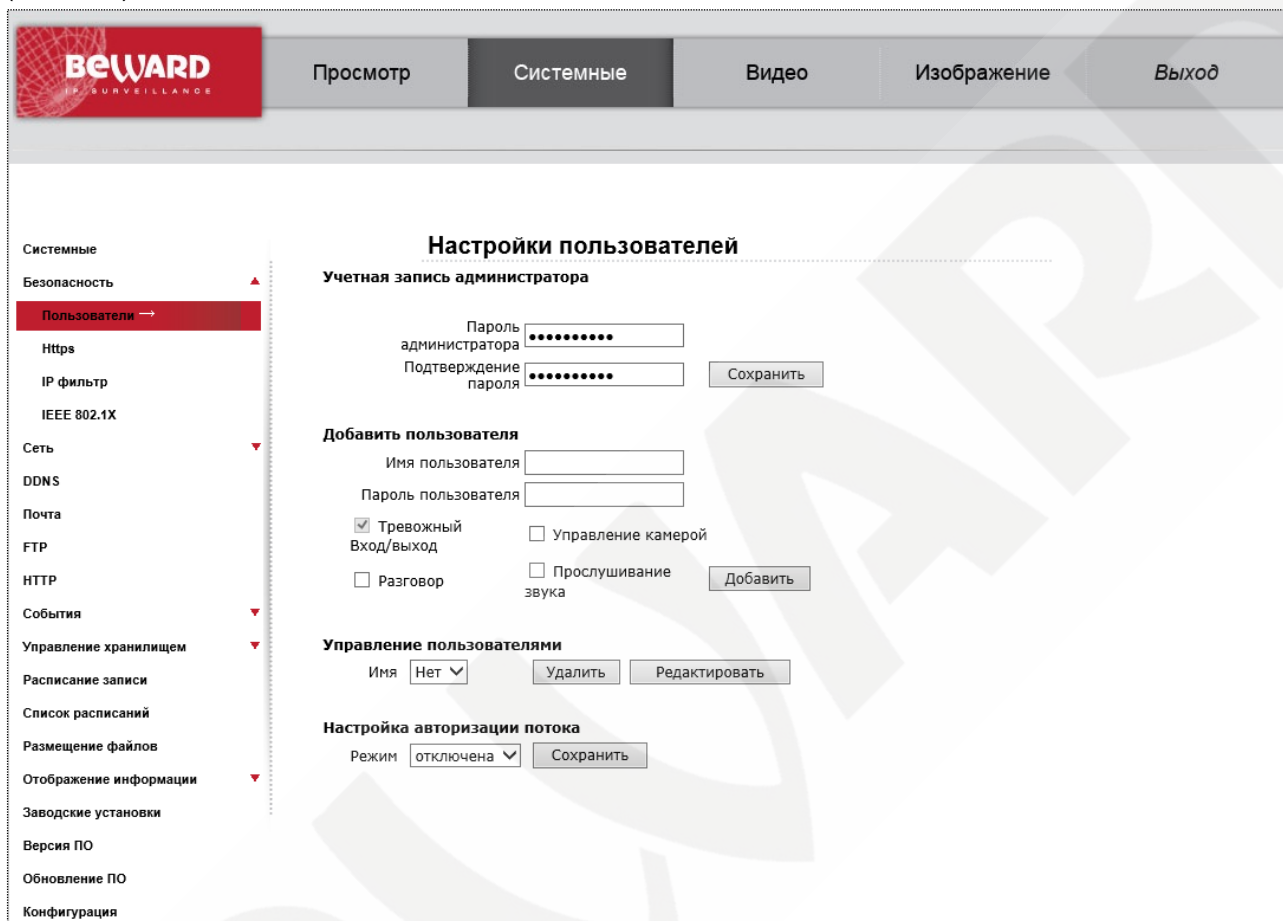 BEWARD
IP SURVEILLANCE
Просмотр
Системные
Видео
Изображение
Выход
Системные
Безопасность
Пользователи →
Https
IP фильтр
IEEE 802.1X
Сеть
DDNS
Почта
FTP
HTTP
События
Управление хранилищем
Расписание записи
Список расписаний
Размещение файлов
Отображение информации
Заводские установки
Версия ПО
Обновление ПО
Конфигурация
Настройки пользователей
Учетная запись администратора
Пароль
администратора ••••••••••
Подтверждение
пароля •••••••••• Сохранить
Добавить пользователя
Имя пользователя
Пароль пользователя
Тревожный
Вход/выход
Управление камерой
Разговор
Прослушивание
звука
Добавить
Управление пользователями
Имя Нет Удалить Редактировать
Настройка авторизации потока
Режим отключена Сохранить